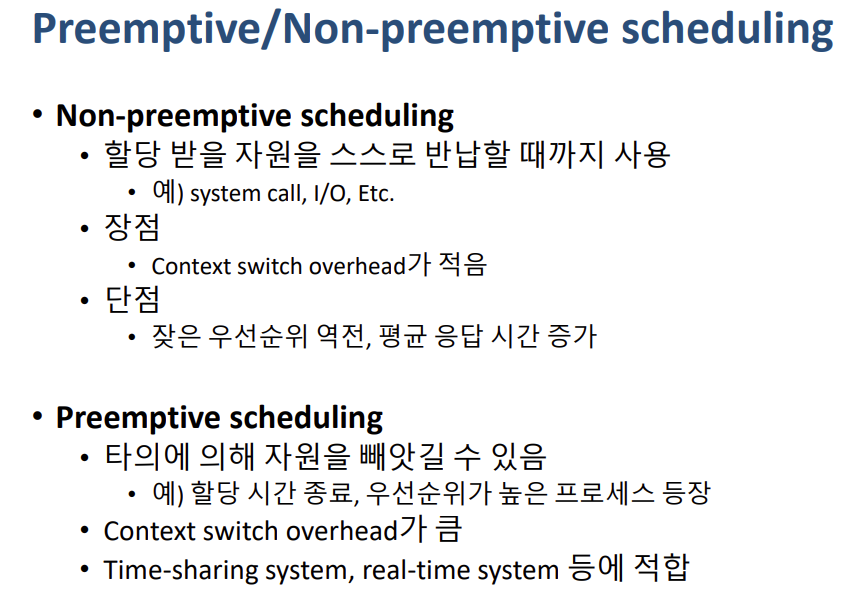 Preemptive/Non-preemptive scheduling
• Non-preemptive scheduling
• 할당 받을 자원을 스스로 반납할 때까지 사용
• 예) system call, I/O, Etc.
• 장점
• Context switch overhead가 적음
• 단점
• 잦은 우선순위 역전, 평균 응답 시간 증가
• Preemptive scheduling
• 타의에 의해 자원을 빼앗길 수 있음
• 예) 할당 시간 종료, 우선순위가 높은 프로세스 등장
• Context switch overhead가 큼
• Time-sharing system, real-time system 등에 적합